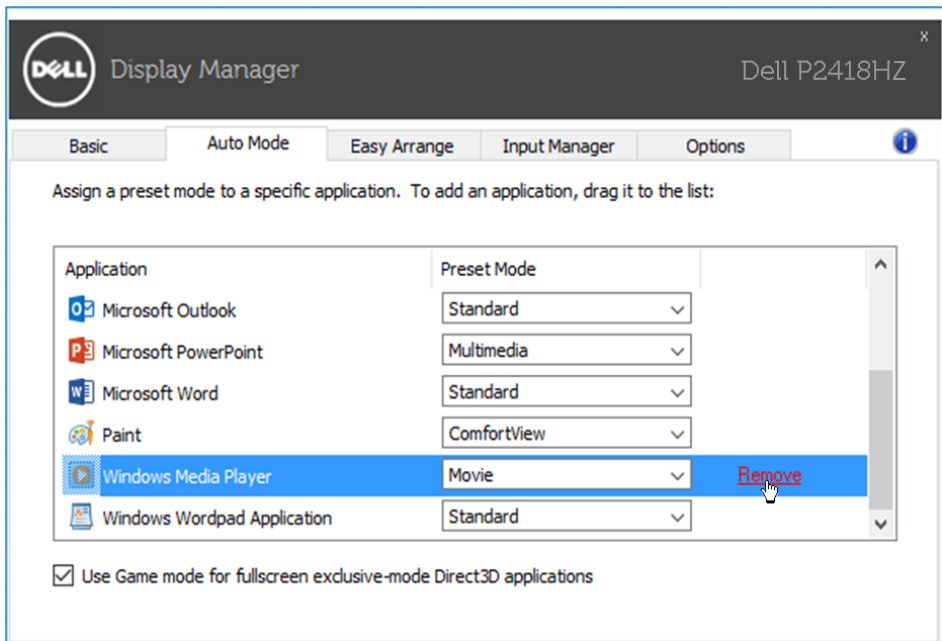 x
DELL Display Manager Dell P2418HZ
Basic Auto Mode Easy Arrange Input Manager Options
Assign a preset mode to a specific application. To add an application, drag it to the list:
Application Preset Mode
Microsoft Outlook Standard
Microsoft PowerPoint Multimedia
Microsoft Word Standard
Paint ComfortView
Windows Media Player Movie Remove
Windows Wordpad Application Standard
Use Game mode for fullscreen exclusive-mode Direct3D applications